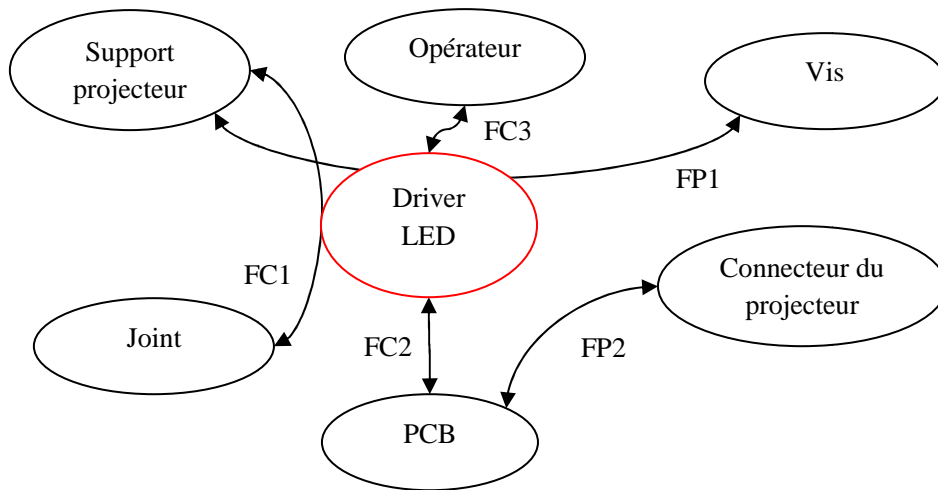 Support
projecteur
Opérateur
Vis
FC3
FP1
Driver
LED
Connecteur du
projecteur
FC1
Joint
FC2
FP2
PCB